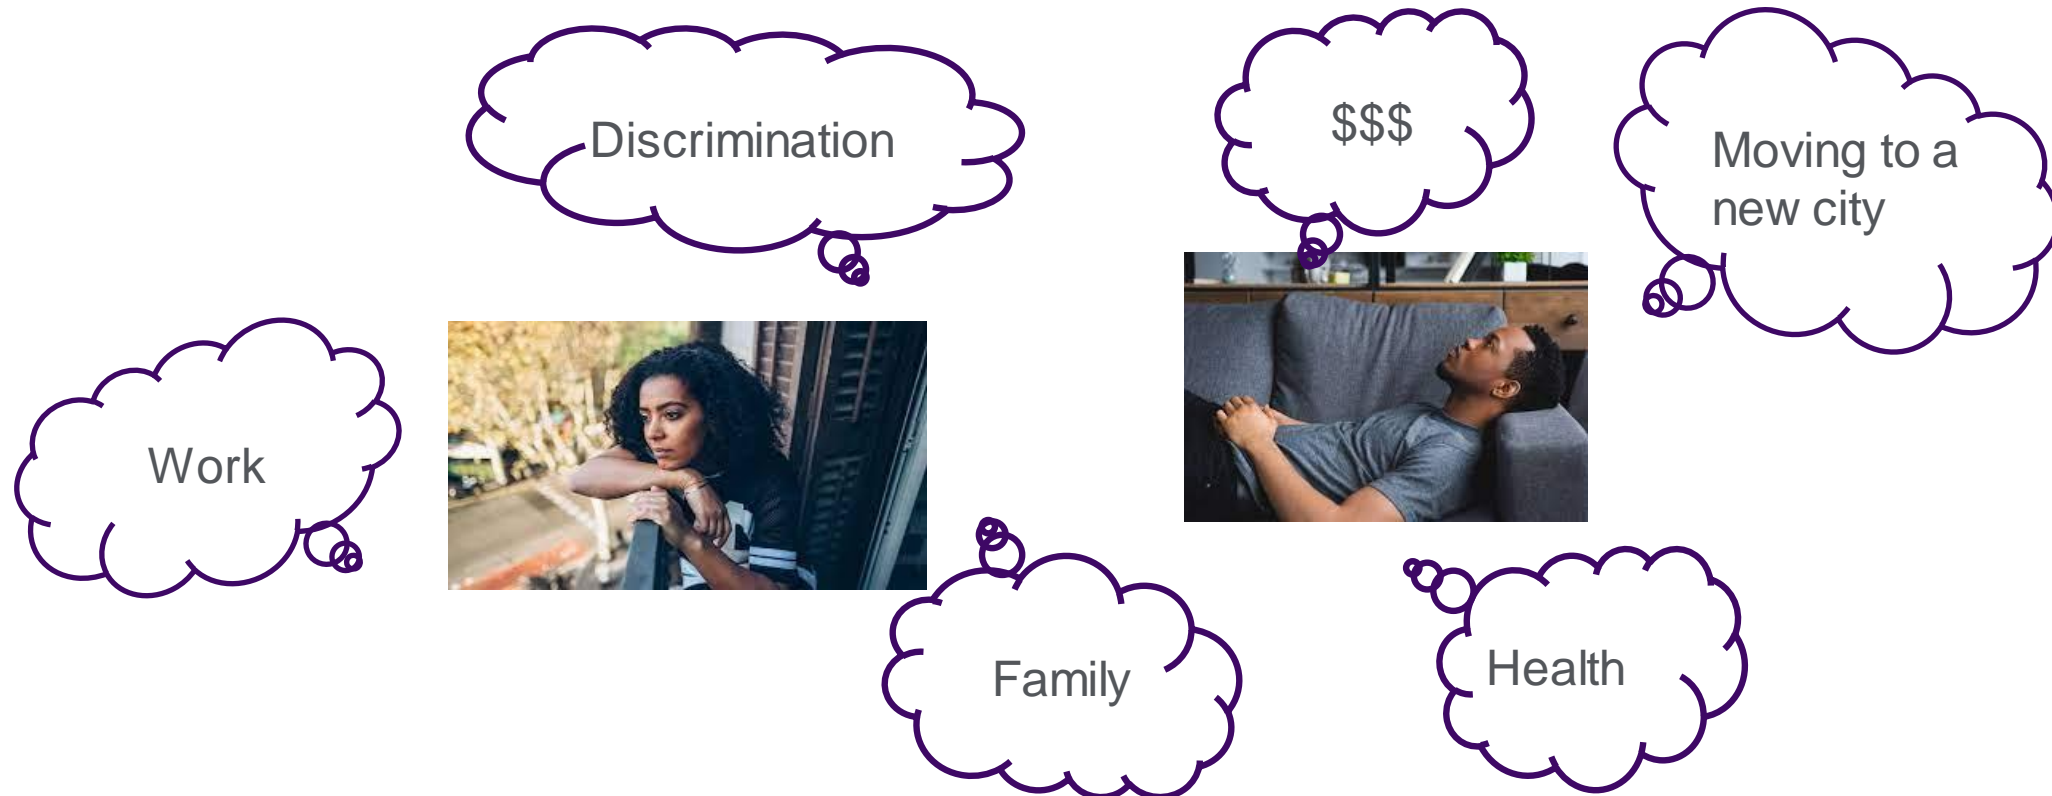 Discrimination
$$$
Moving to a
new city
Work
Family
Health